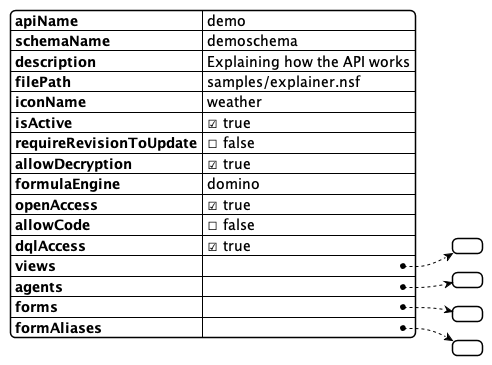 apiName demo
schemaName demoschema
description Explaining how the API works
filePath samples/explainer.nsf
iconName weather
isActive ☑ true
requireRevisionToUpdate ☐ false
allowDecryption ☑ true
formulaEngine domino
openAccess ☑ true
allowCode ☐ false
dqlAccess ☑ true
views
agents
forms
formAliases